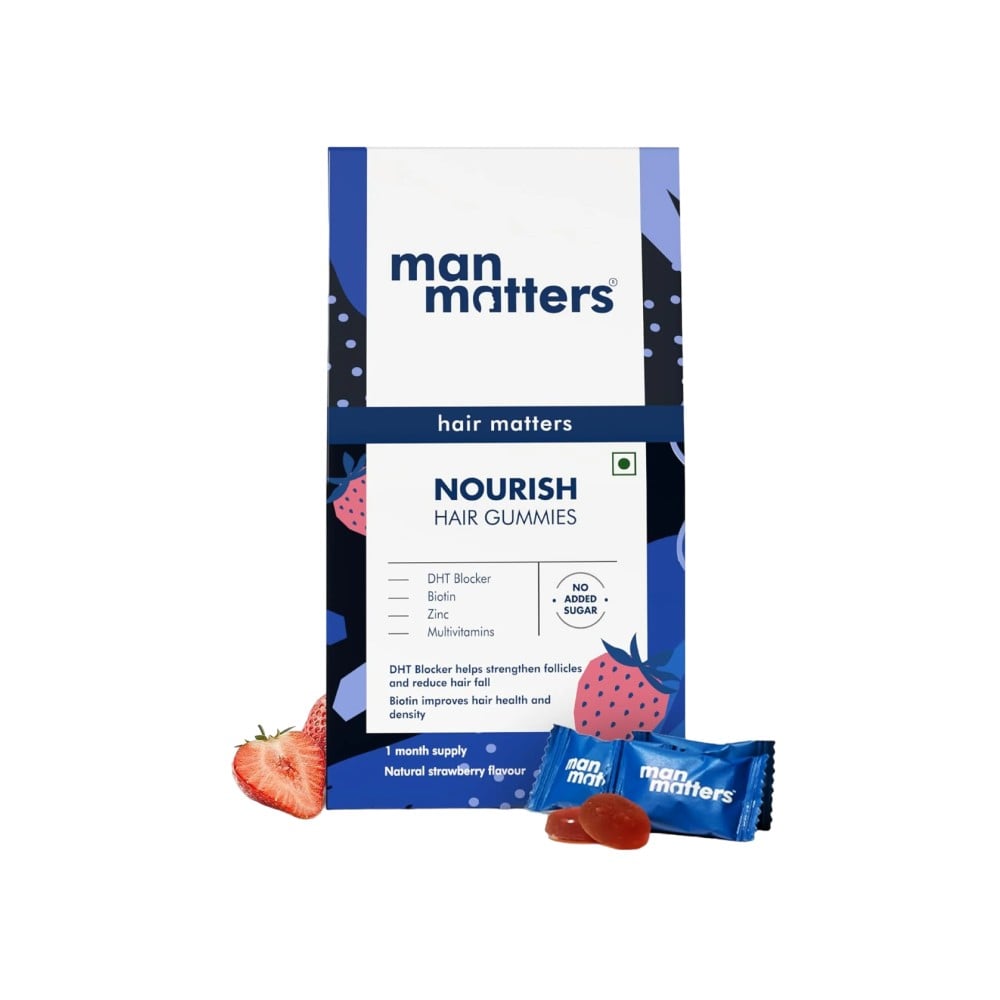 man
matters®
hair matters
NOURISH
HAIR GUMMIES
DHT Blocker
Biotin
Zinc
Multivitamins
NO
ADDED
SUGAR
DHT Blocker helps strengthen follicles
and reduce hair fall
Biotin improves hair health and
density
1 month supply
Natural strawberry flavour
man
matt
man
matters